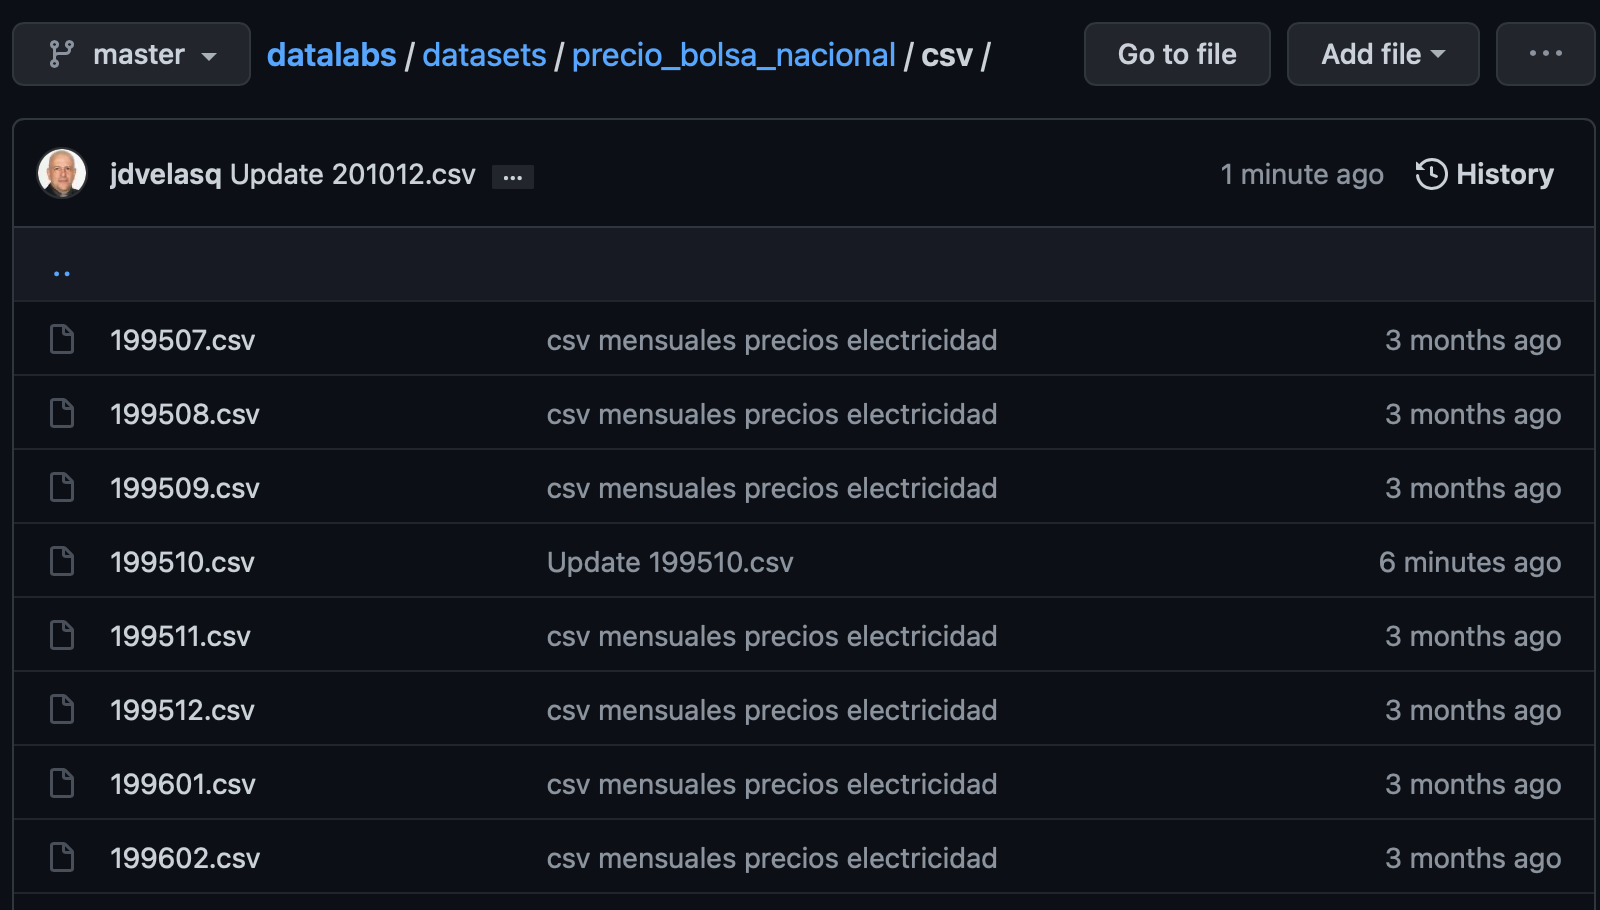 master datalabs / datasets / precio_bolsa_nacional / csv / Go to file Add file ...
jdvelasq Update 201012.csv ... 1 minute ago History
..
199507.csv csv mensuales precios electricidad 3 months ago
199508.csv csv mensuales precios electricidad 3 months ago
199509.csv csv mensuales precios electricidad 3 months ago
199510.csv Update 199510.csv 6 minutes ago
199511.csv csv mensuales precios electricidad 3 months ago
199512.csv csv mensuales precios electricidad 3 months ago
199601.csv csv mensuales precios electricidad 3 months ago
199602.csv csv mensuales precios electricidad 3 months ago